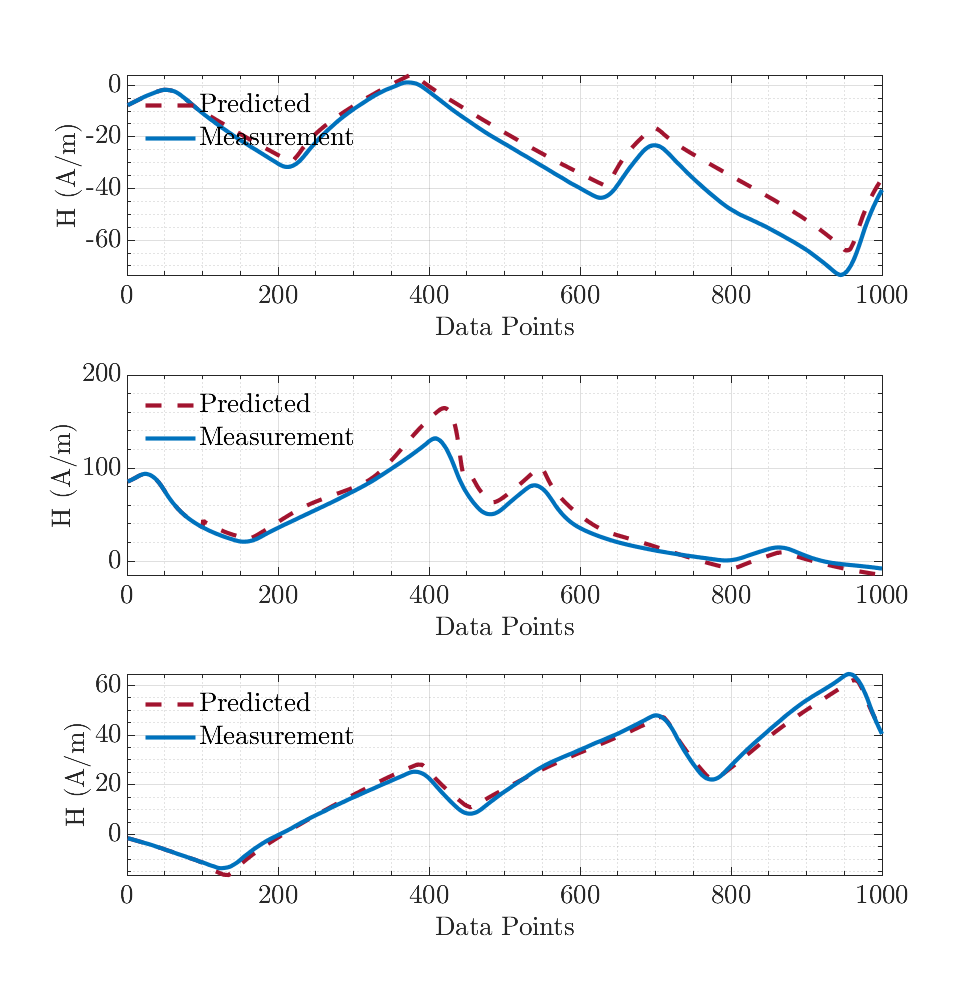 0
-20
-40
-60
H (A/m)
Predicted
Measurement
0 200 400 600 800 1000
Data Points
200
100
0
H (A/m)
Predicted
Measurement
0 200 400 600 800 1000
Data Points
60
40
20
0
H (A/m)
Predicted
Measurement
0 200 400 600 800 1000
Data Points